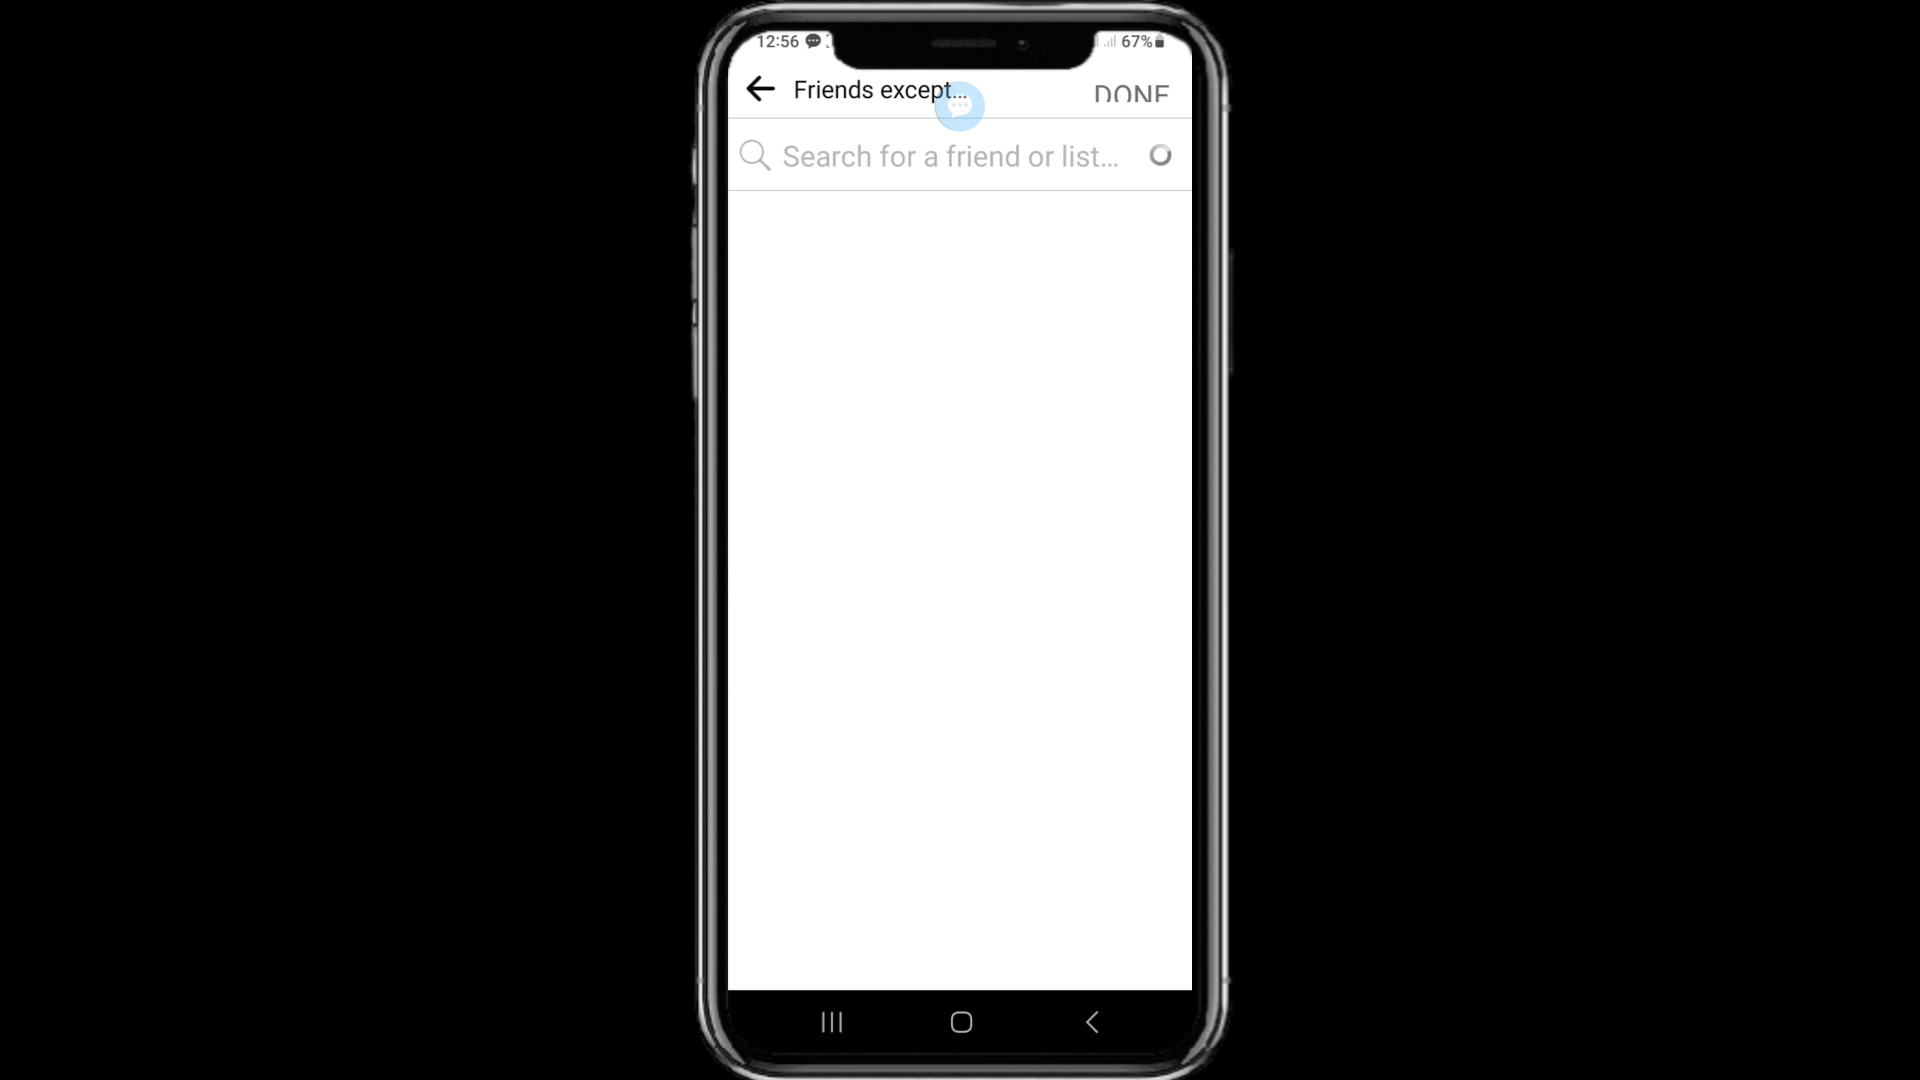 12:56
67%
Friends except...
DONE
Search for a friend or list...